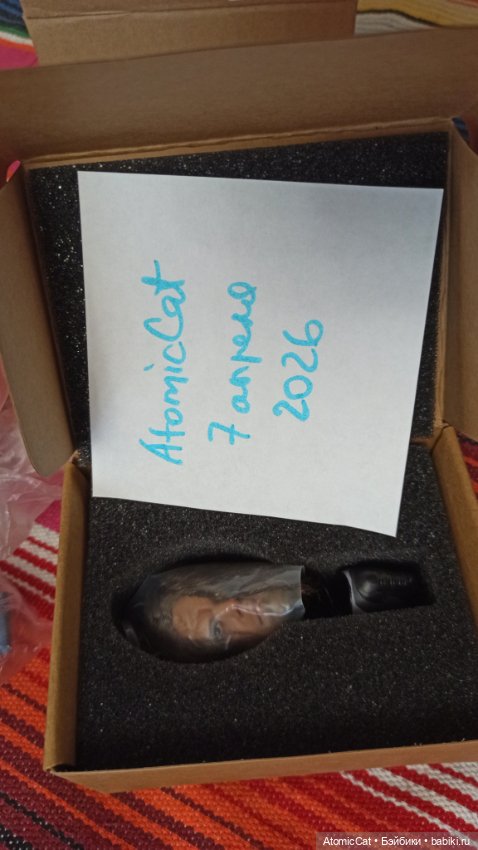 AtomicCat
7 апреля
2026
AtomicCat • Бэйбики • babiki.ru